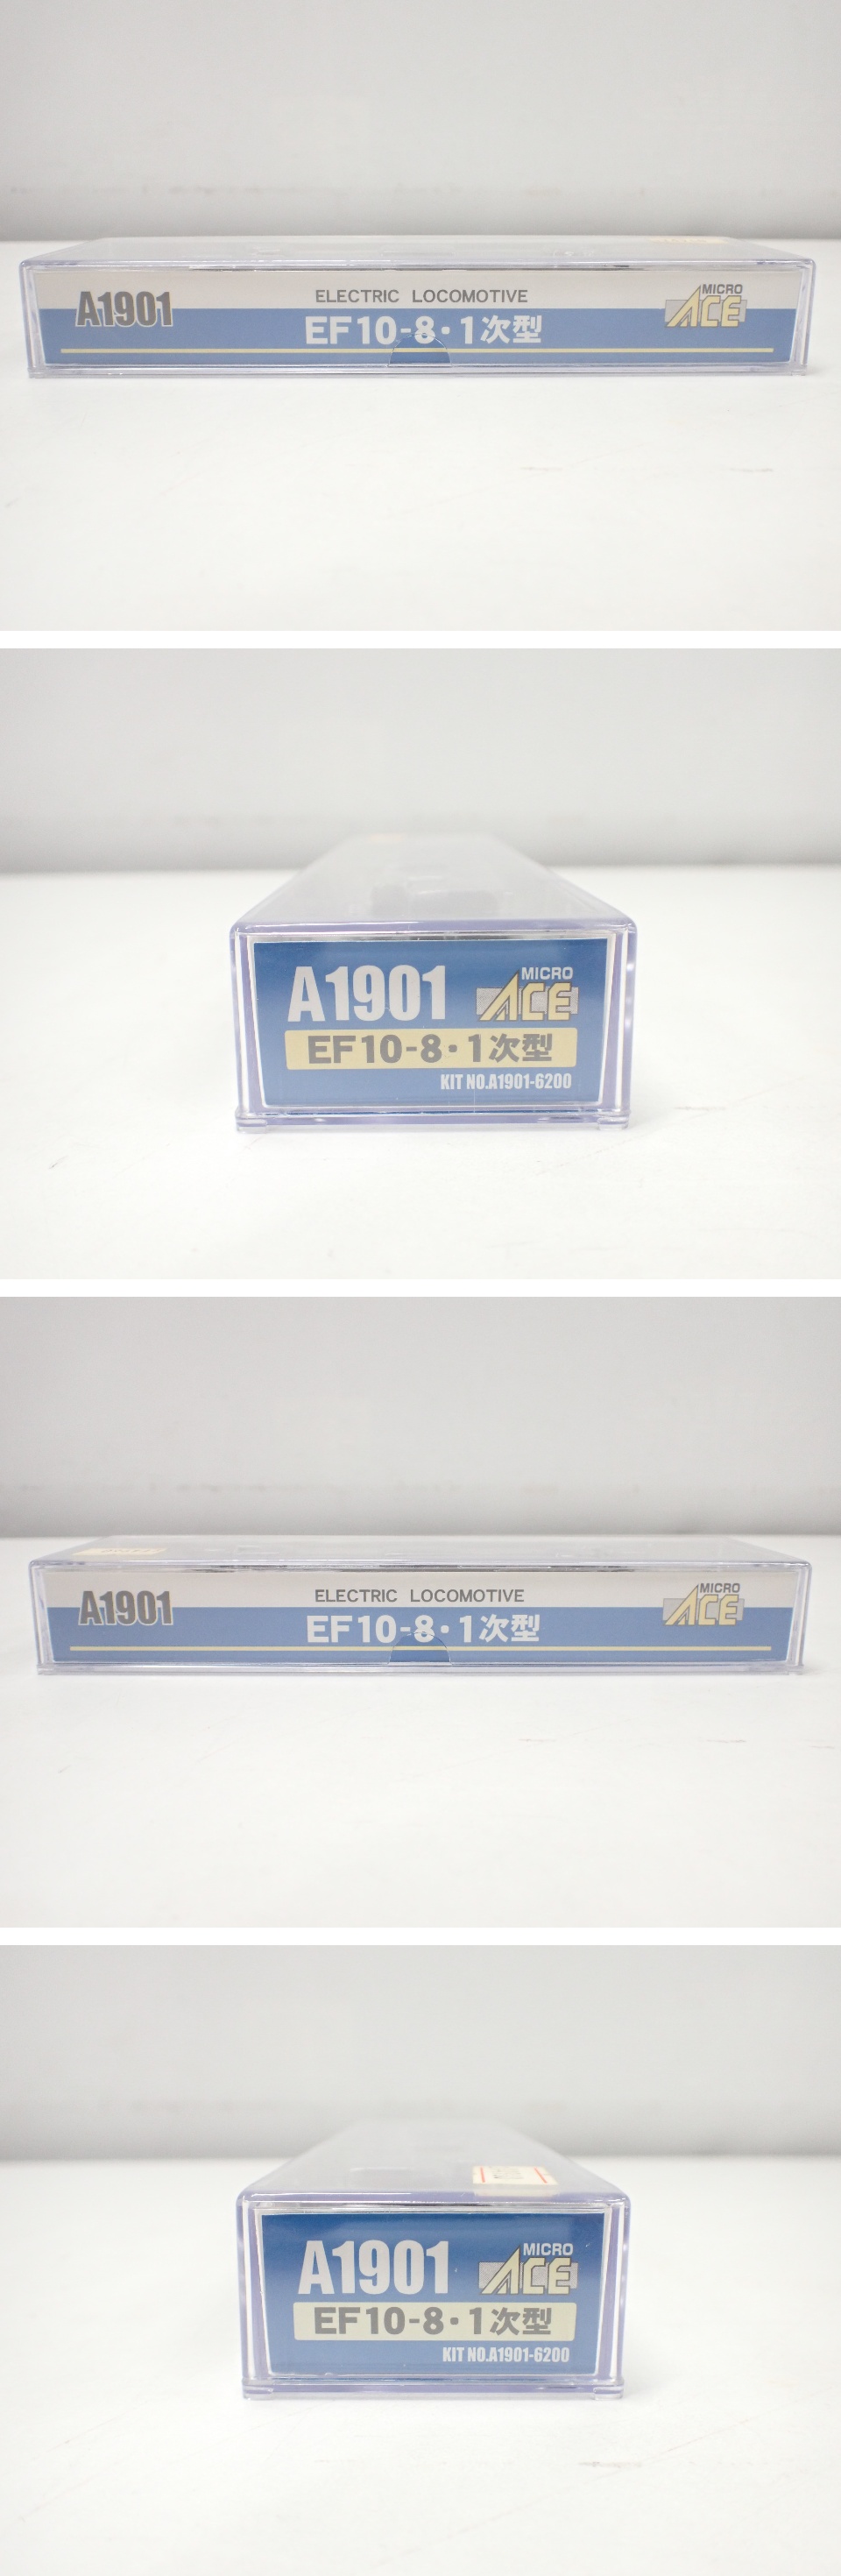 A1901
ELECTRIC LOCOMOTIVE
EF10-8・1次型
MICRO
ACE
A1901
MICRO
ACE
EF10-8・1次型
KIT NO.A1901-6200
A1901
ELECTRIC LOCOMOTIVE
EF10-8・1次型
MICRO
ACE
A1901
MICRO
ACE
EF10-8・1次型
KIT NO.A1901-6200